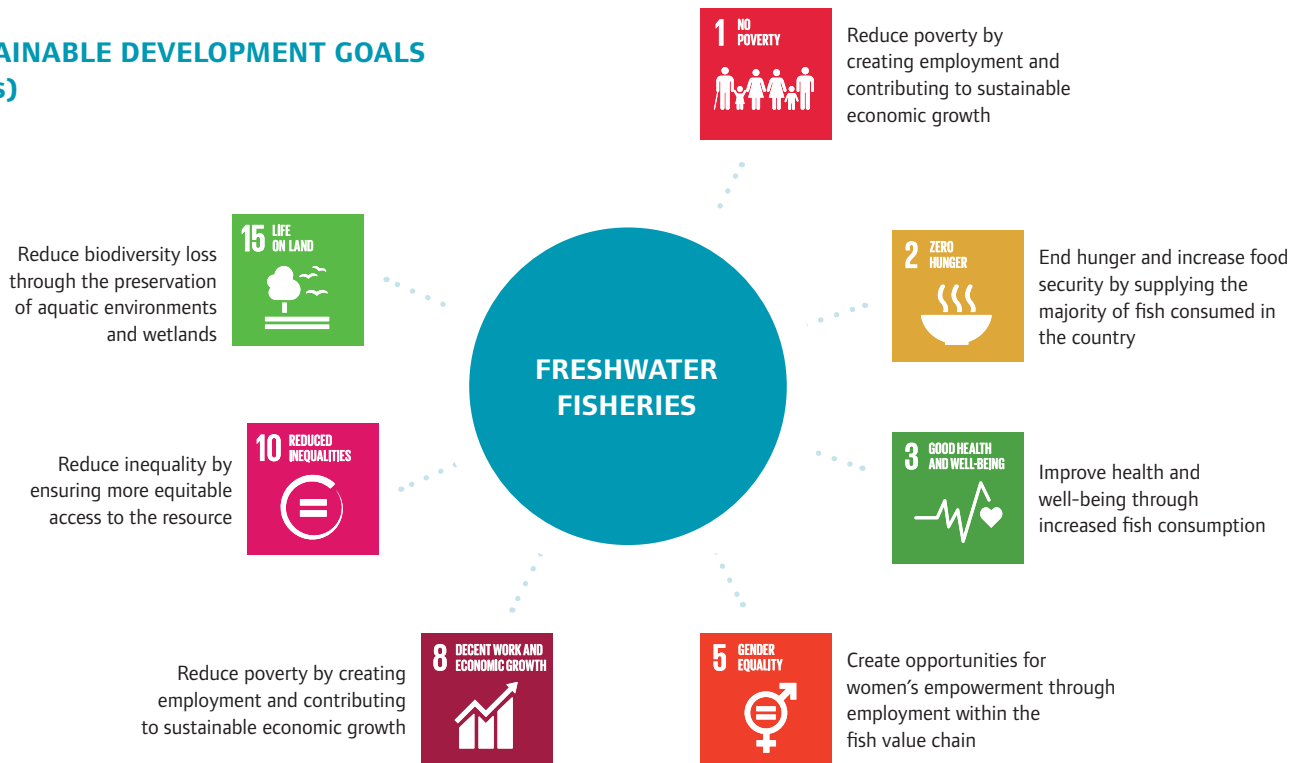 AINABLE DEVELOPMENT GOALS
s)
1 NO
POVERTY
Reduce poverty by
creating employment and
contributing to sustainable
economic growth
15 LIFE
ON LAND
Reduce biodiversity loss
through the preservation
of aquatic environments
and wetlands
2 ZERO
HUNGER
End hunger and increase food
security by supplying the
majority of fish consumed in
the country
FRESHWATER
FISHERIES
10 REDUCED
INEQUALITIES
Reduce inequality by
ensuring more equitable
access to the resource
3 GOOD HEALTH
AND WELL-BEING
Improve health and
well-being through
increased fish consumption
8 DECENT WORK AND
ECONOMIC GROWTH
Reduce poverty by creating
employment and contributing
to sustainable economic growth
5 GENDER
EQUALITY
Create opportunities for
women's empowerment through
employment within the
fish value chain